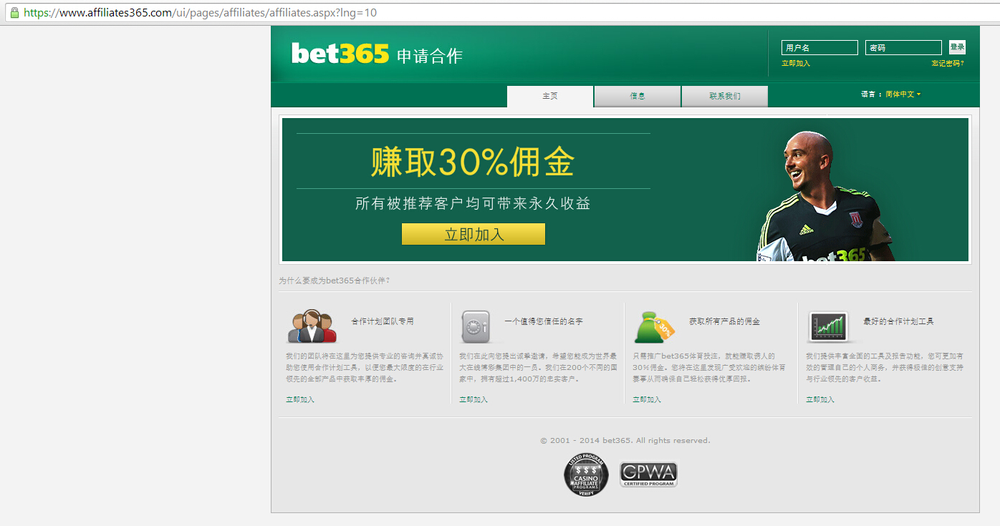 https://www.affiliates365.com/ui/pages/affiliates/affiliates.aspx?lng=10
bet365 申请合作
用户名
密码
登录
立即加入
忘记密码?
主页
信息
联系我们
语言：简体中文
赚取30%佣金
所有被推荐客户均可带来永久收益
立即加入
bet365
为什么要成为bet365合作伙伴?
合作计划团队专用
我们的团队将在这里为您提供专业的咨询并真诚协
助您使用合作计划工具，以便您最大限度的在行业
领先的全部产品中获取丰厚的佣金。
立即加入
一个值得您信任的名字
我们在此向您提出诚挚邀请，希望您能成为世界最
大在线博彩集团中的一员。我们在200个不同的国
家中，拥有超过1,400万的忠实客户。
立即加入
30%
获取所有产品的佣金
只需推广bet365体育投注，就能赚取诱人的
30%佣金。您将在这里发现广受欢迎的缤纷体育
赛事从而确保自己轻松获得优厚回报。
立即加入
最好的合作计划工具
我们提供丰富全面的工具及报告功能，您可更加有
效的管理自己的个人商务，并获得极佳的创意支持
与行业领先的客户收益。
立即加入
© 2001 - 2014 bet365. All rights reserved.
LISTED PROGRAM
$ $ $
CASINO
AFFILIATE
PROGRAMS
VERIFY
GPWA
CERTIFIED PROGRAM